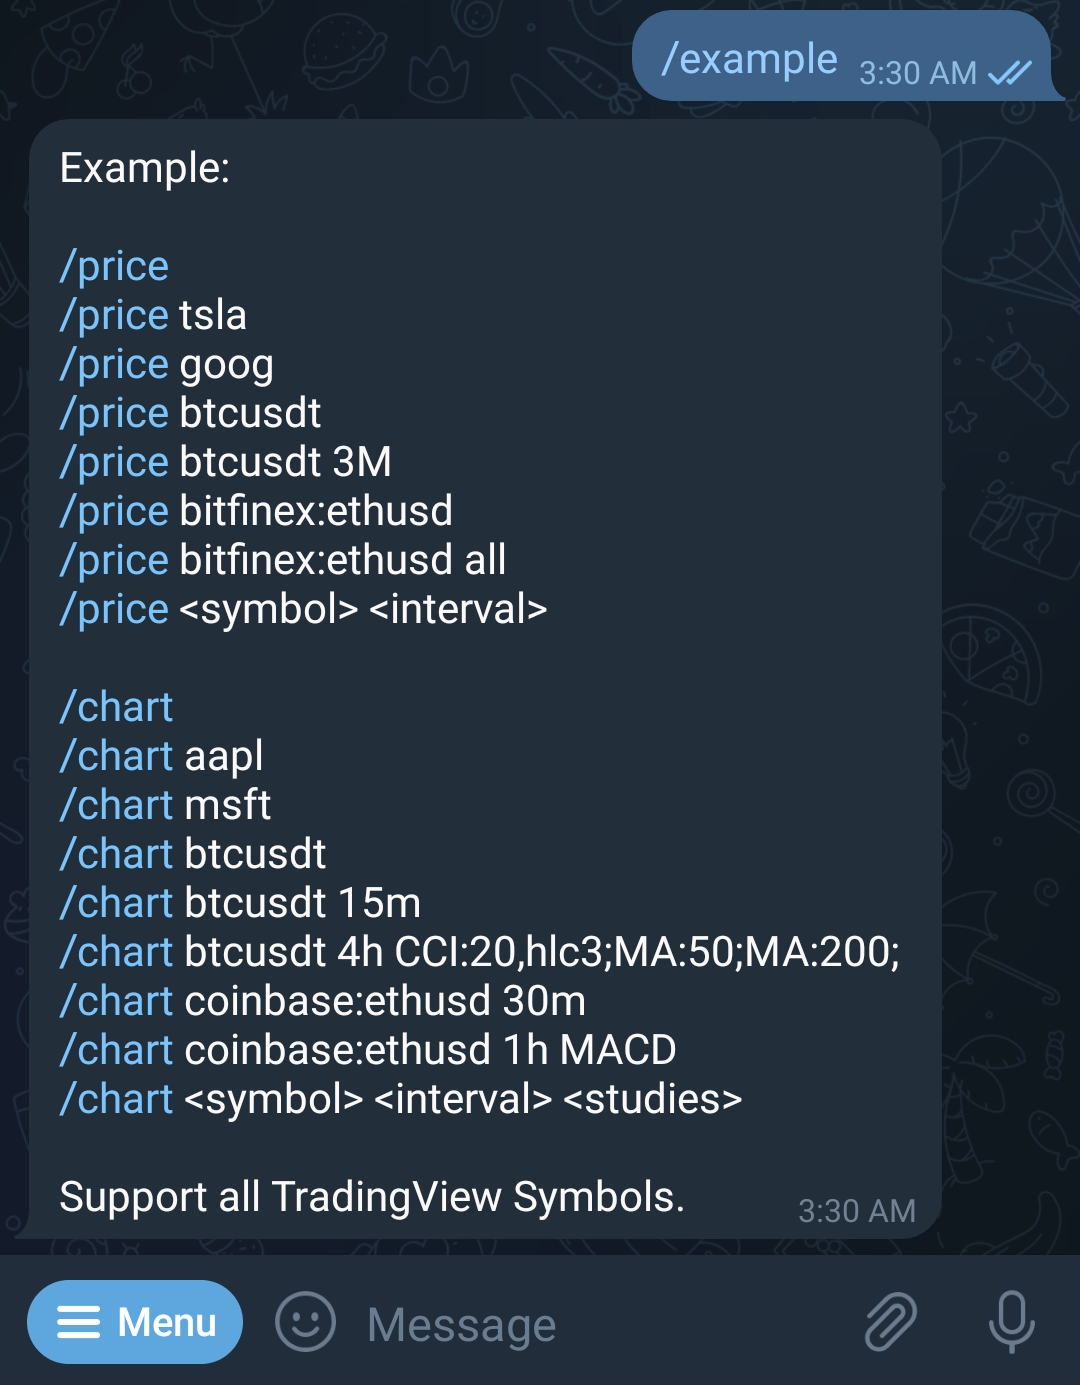 /example 3:30 AM
Example:
/price
/price tsla
/price goog
/price btcusdt
/price btcusdt 3M
/price bitfinex:ethusd
/price bitfinex:ethusd all
/price <symbol> <interval>
/chart
/chart aapl
/chart msft
/chart btcusdt
/chart btcusdt 15m
/chart btcusdt 4h CCI:20,hlc3;MA:50;MA:200;
/chart coinbase:ethusd 30m
/chart coinbase:ethusd 1h MACD
/chart <symbol> <interval> <studies>
Support all TradingView Symbols.
3:30 AM
Menu Message